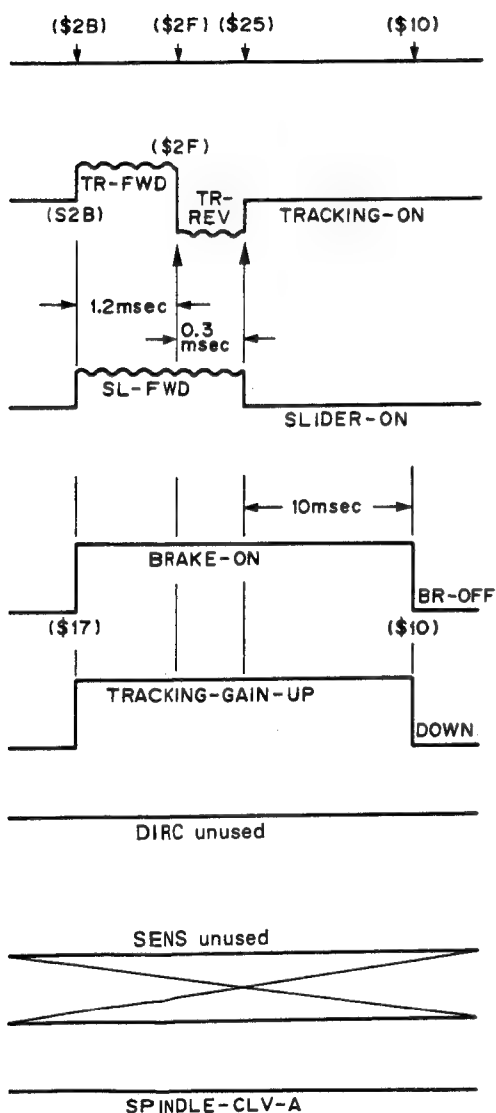 ($2B) ($2F) ($25) ($10)
($2F)
TR-FWD
TR-
REV
(S2B)
TRACKING-ON
1.2msec
0.3
msec
SL-FWD
SLIDER-ON
10msec
BRAKE-ON
BR-OFF
($17) ($10)
TRACKING-GAIN-UP
DOWN
DIRC unused
SENS unused
SPINDLE-CLV-A